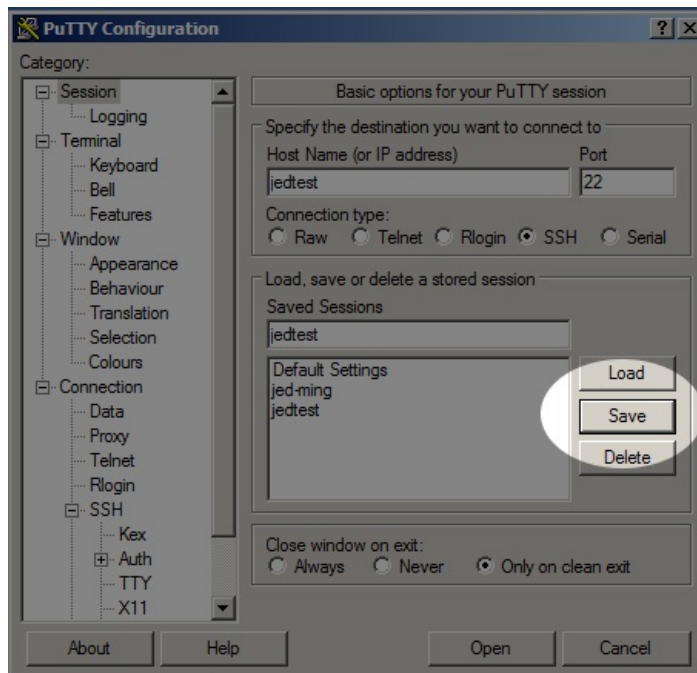 PuTTY Configuration
Category:
Session
Logging
Terminal
Keyboard
Bell
Features
Window
Appearance
Behaviour
Translation
Selection
Colours
Connection
Data
Proxy
Telnet
Rlogin
SSH
Kex
Auth
TTY
X11
Basic options for your PuTTY session
Specify the destination you want to connect to
Host Name (or IP address) Port
jedtest 22
Connection type:
Raw Telnet Rlogin SSH Serial
Load, save or delete a stored session
Saved Sessions
jedtest
Default Settings
jed-ming
jedtest
Load
Save
Delete
Close window on exit:
Always Never Only on clean exit
About Help Open Cancel